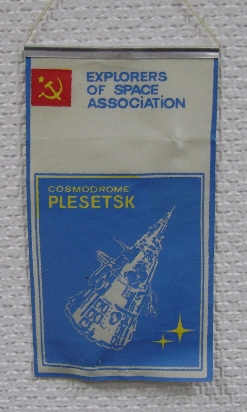 EXPLORERS
OF SPACE
ASSOCIATION
COSMODROME
PLESETSK